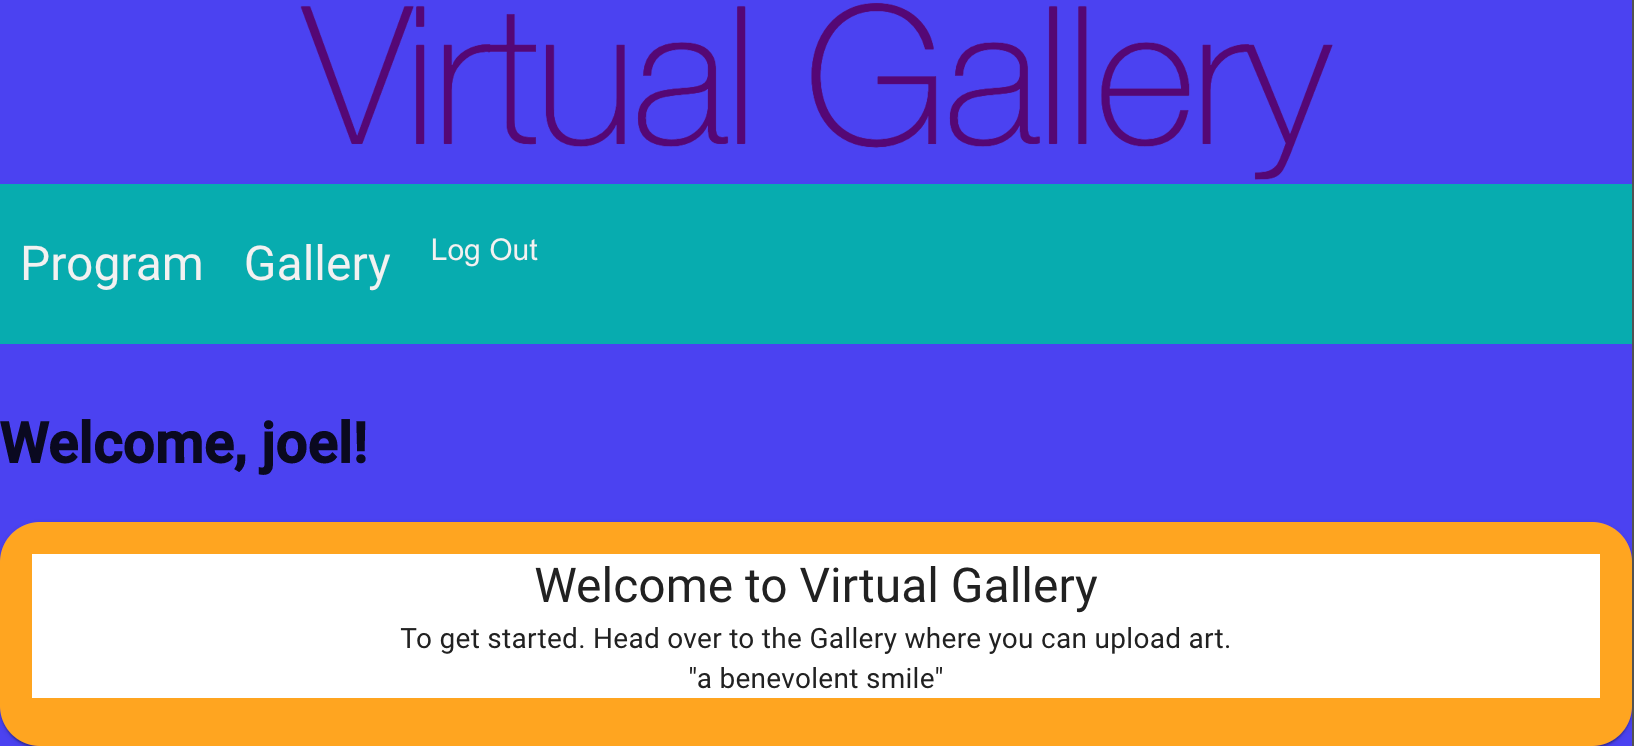 Virtual Gallery
Program Gallery Log Out
Welcome, joel!
Welcome to Virtual Gallery
To get started. Head over to the Gallery where you can upload art.
"a benevolent smile"